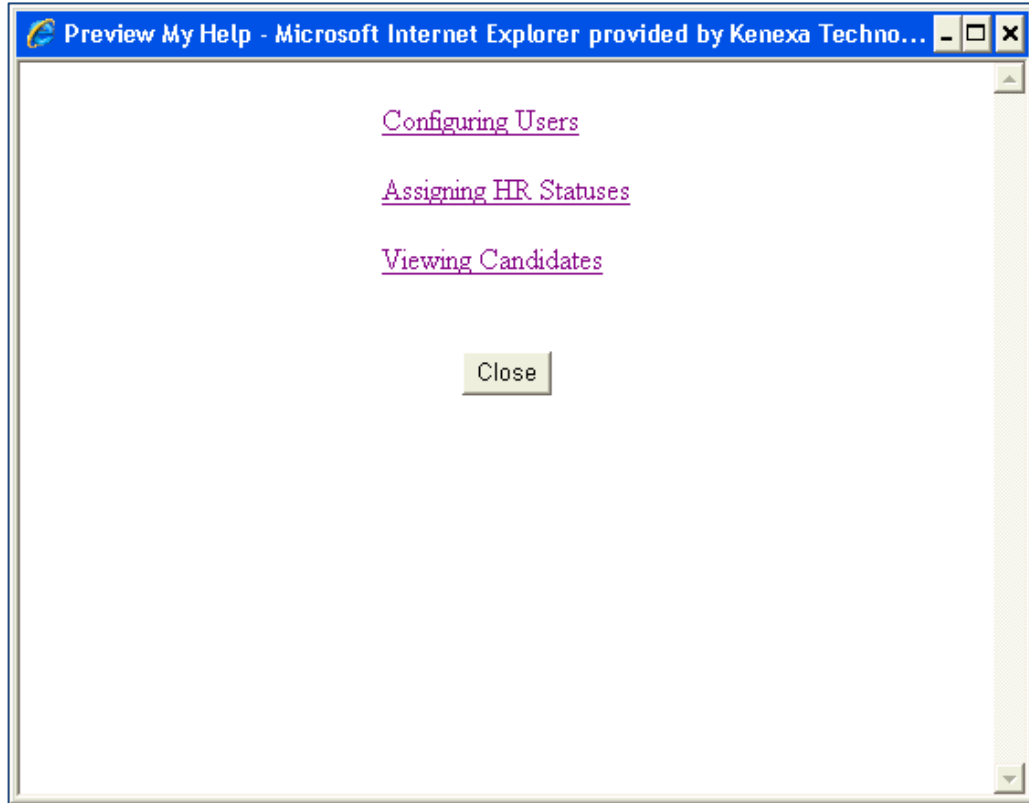 Preview My Help - Microsoft Internet Explorer provided by Kenexa Techno...
Configuring Users
Assigning HR Statuses
Viewing Candidates
Close